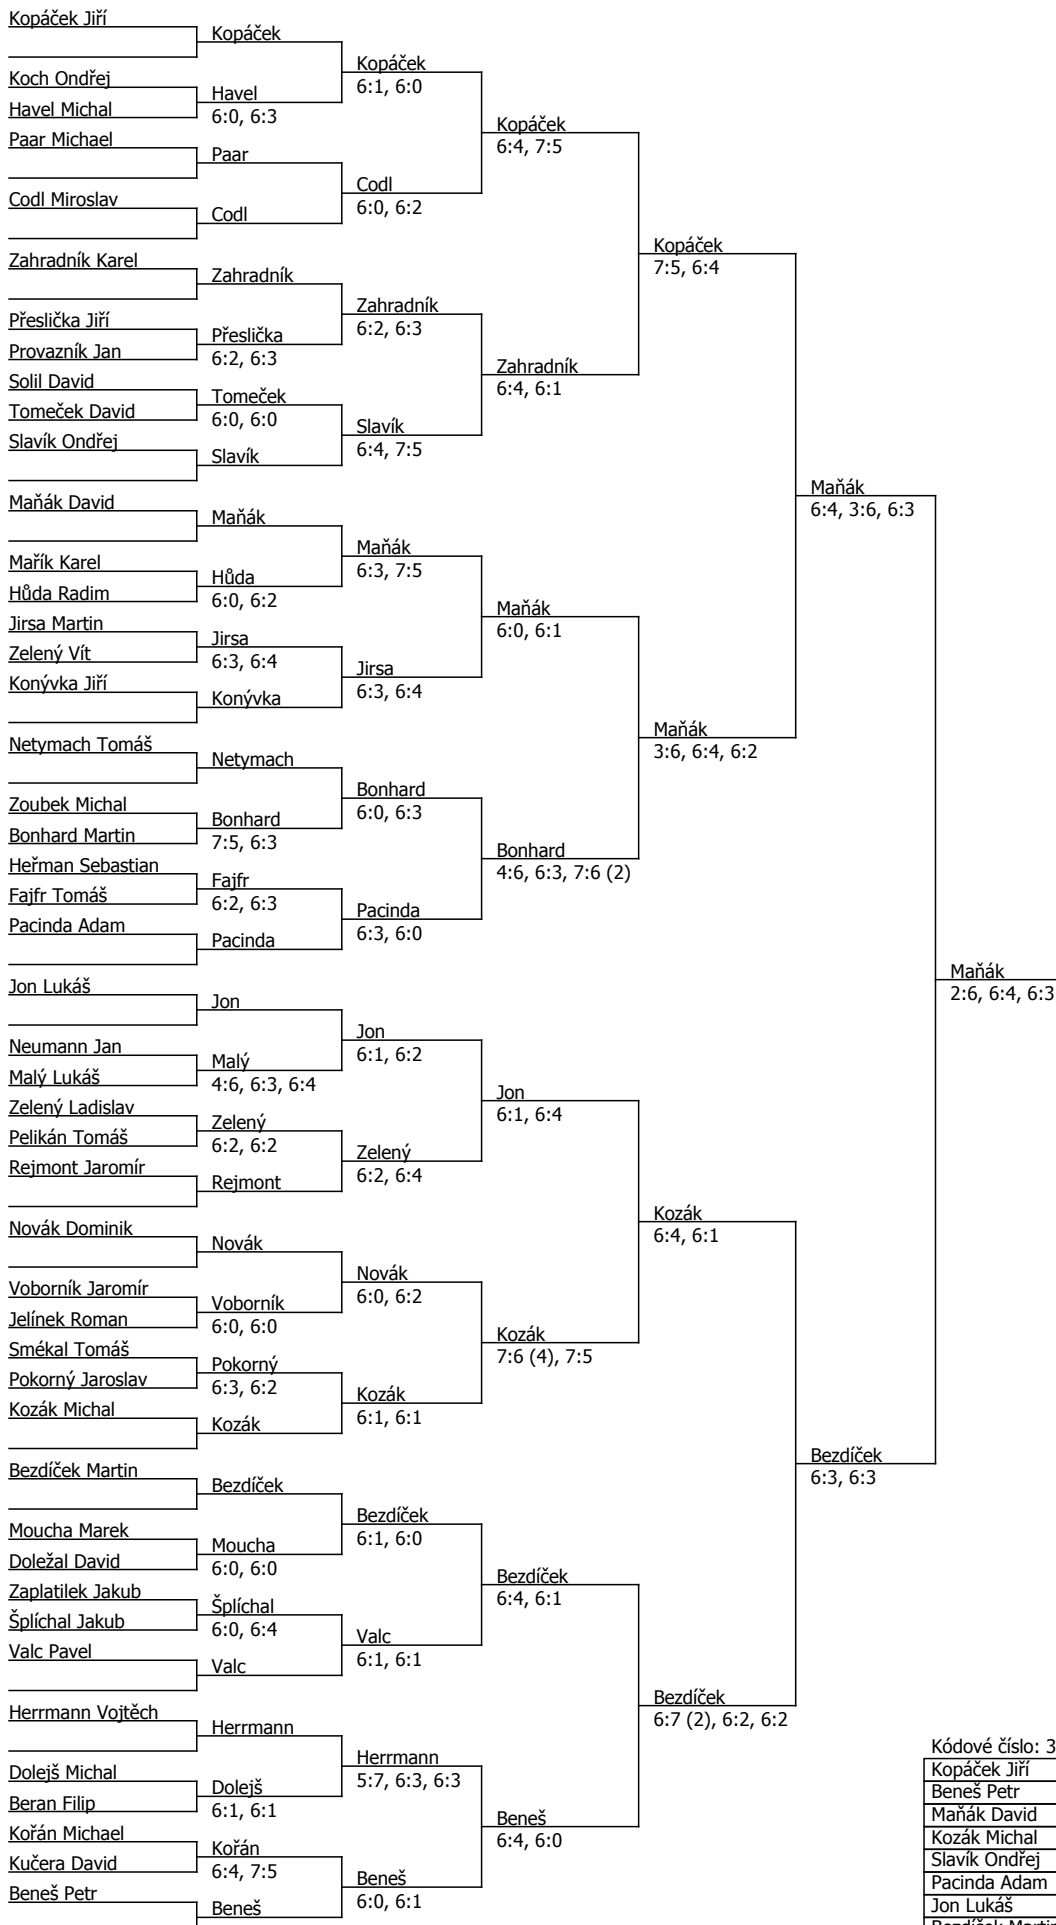 Kopáček Jiří
Koch Ondřej
Havel Michal
Paar Michael
Codl Miroslav
Zahradník Karel
Přeslička Jiří
Provazník Jan
Solil David
Tomeček David
Slavík Ondřej
Maňák David
Mařík Karel
Hůda Radim
Jirsa Martin
Zelený Vít
Konývka Jiří
Netymach Tomáš
Zoubek Michal
Bonhard Martin
Heřman Sebastian
Fajfr Tomáš
Pacinda Adam
Jon Lukáš
Neumann Jan
Malý Lukáš
Zelený Ladislav
Pelikán Tomáš
Rejmont Jaromír
Novák Dominik
Voborník Jaromír
Jelínek Roman
Smékal Tomáš
Pokorný Jaroslav
Kozák Michal
Bezdíček Martin
Moucha Marek
Doležal David
Zaplatilek Jakub
Šplíchal Jakub
Valc Pavel
Herrmann Vojtěch
Dolejš Michal
Beran Filip
Kořán Michael
Kučera David
Beneš Petr
Kopáček
Havel
6:0, 6:3
Paar
Codl
Zahradník
Přeslička
6:2, 6:3
Tomeček
6:0, 6:0
Slavík
Maňák
Hůda
6:0, 6:2
Jirsa
6:3, 6:4
Konývka
Netymach
Bonhard
7:5, 6:3
Fajfr
6:2, 6:3
Pacinda
Jon
Malý
4:6, 6:3, 6:4
Zelený
6:2, 6:2
Rejmont
Novák
Voborník
6:0, 6:0
Pokorný
6:3, 6:2
Kozák
Bezdíček
Moucha
6:0, 6:0
Šplíchal
6:0, 6:4
Valc
Herrmann
Dolejš
6:1, 6:1
Kořán
6:4, 7:5
Beneš
Kopáček
6:1, 6:0
Codl
6:0, 6:2
Zahradník
6:2, 6:3
Slavík
6:4, 7:5
Maňák
6:3, 7:5
Jirsa
6:3, 6:4
Bonhard
6:0, 6:3
Pacinda
6:3, 6:0
Jon
6:1, 6:2
Zelený
6:2, 6:4
Novák
6:0, 6:2
Kozák
6:1, 6:1
Bezdíček
6:1, 6:0
Valc
6:1, 6:1
Herrmann
5:7, 6:3, 6:3
Beneš
6:0, 6:1
Kopáček
6:4, 7:5
Zahradník
6:4, 6:1
Maňák
6:0, 6:1
Bonhard
4:6, 6:3, 7:6 (2)
Jon
6:1, 6:4
Kozák
7:6 (4), 7:5
Bezdíček
6:4, 6:1
Beneš
6:4, 6:0
Kopáček
7:5, 6:4
Maňák
3:6, 6:4, 6:2
Kozák
6:4, 6:1
Bezdíček
6:7 (2), 6:2, 6:2
Maňák
6:4, 3:6, 6:3
Bezdíček
6:3, 6:3
Maňák
2:6, 6:4, 6:3
Kódové číslo: 3
Kopáček Jiří
Beneš Petr
Maňák David
Kozák Michal
Slavík Ondřej
Pacinda Adam
Jon Lukáš
Bezdíček Martin